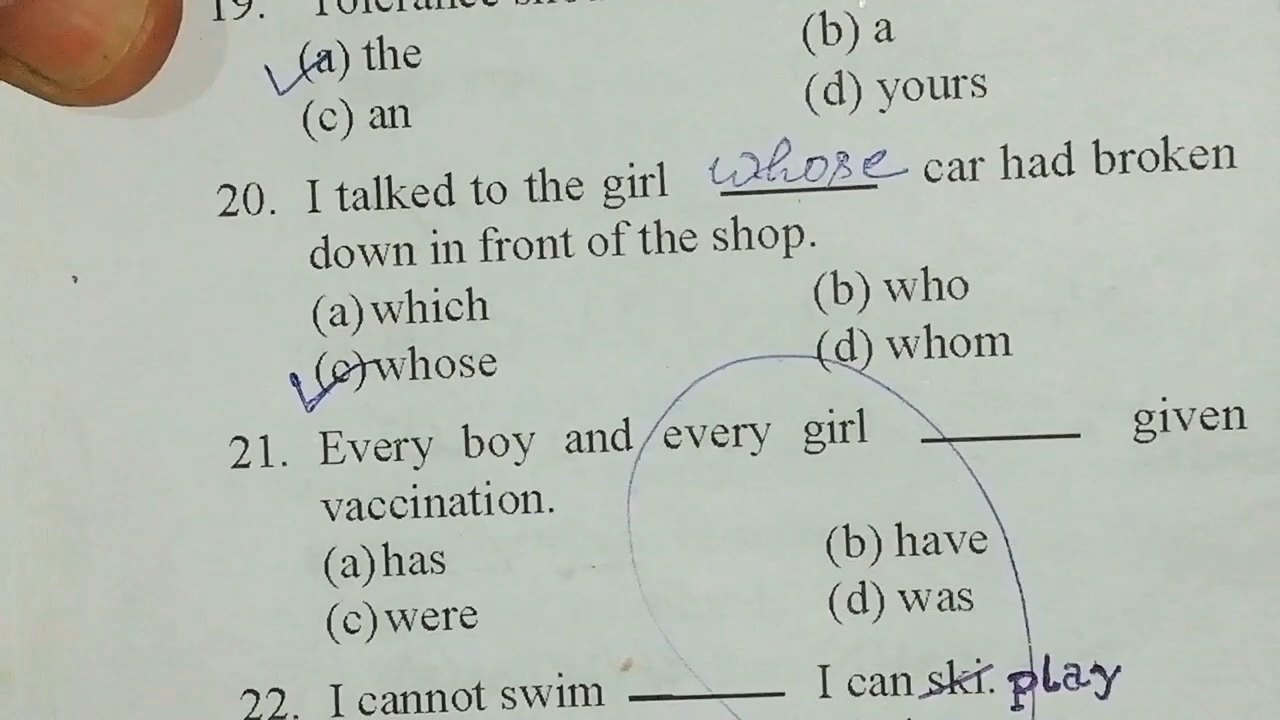 19.
(a) the (b) a
(c) an (d) yours
20. I talked to the girl whose car had broken
down in front of the shop.
(a) which (b) who
(c) whose (d) whom
21. Every boy and every girl ______ given
vaccination.
(a) has (b) have
(c) were (d) was
22. I cannot swim ______ I can ski. play